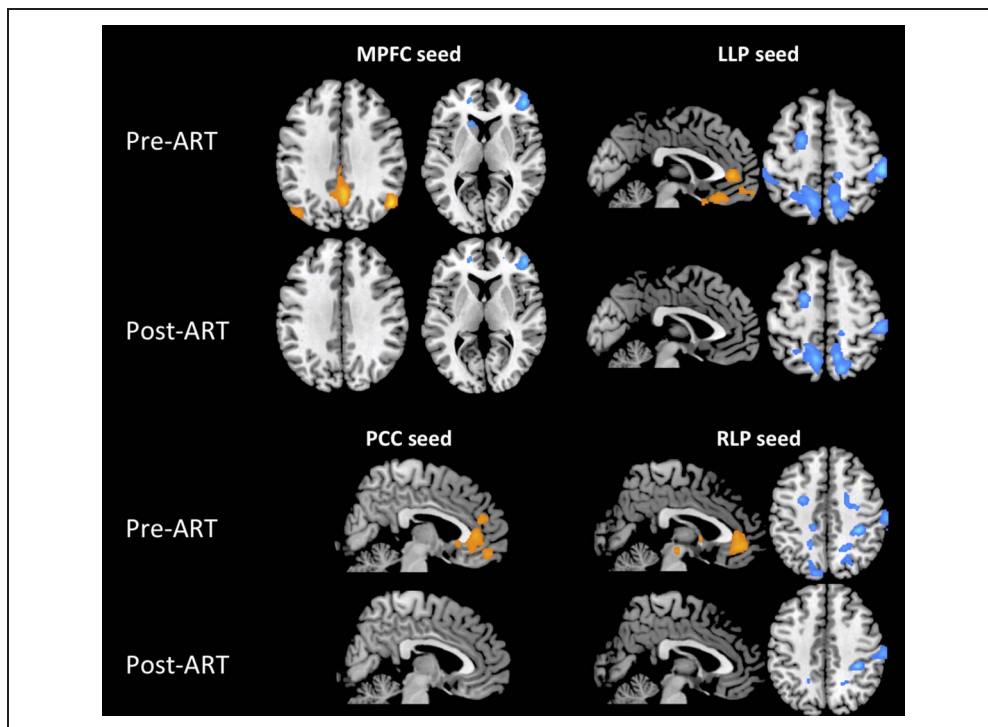 MPFC seed
LLP seed
Pre-ART
Post-ART
PCC seed
RLP seed
Pre-ART
Post-ART